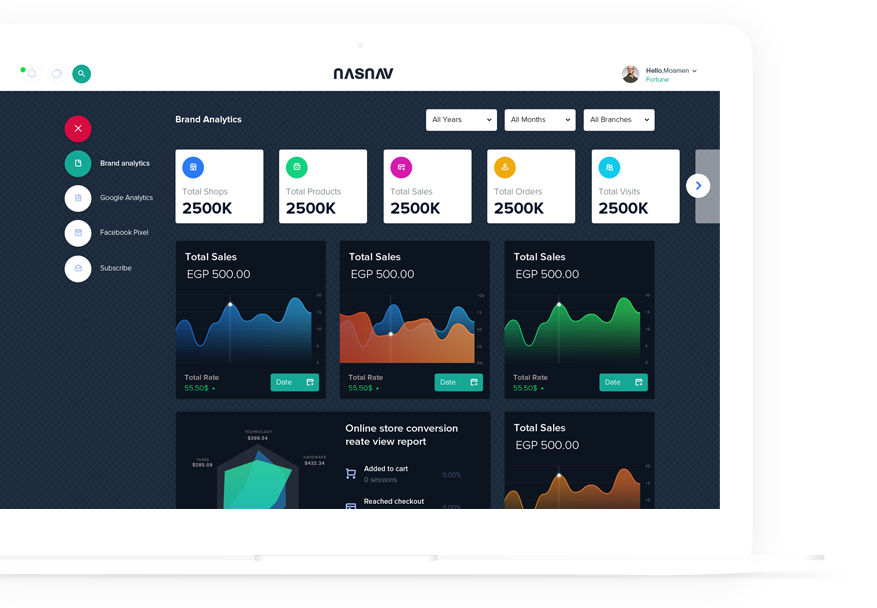 NASNAV
Hello,Moamen
Fortune
Brand Analytics
All Years
All Months
All Branches
Brand analytics
Google Analytics
Facebook Pixel
Subscribe
Total Shops
2500K
Total Products
2500K
Total Sales
2500K
Total Orders
2500K
Total Visits
2500K
Total Sales
EGP 500.00
Total Rate
55.50$
Date
Total Sales
EGP 500.00
100
Total Rate
55.50$
Date
Total Sales
EGP 500.00
Total Rate
55.50$
Date
TECHNOLOGY
$399.54
TAXES
$285.09
HARDWARE
$432.34
Online store conversion
reate view report
Added to cart
0 sessions
0.00%
Reached checkout
0.00%
Total Sales
EGP 500.00